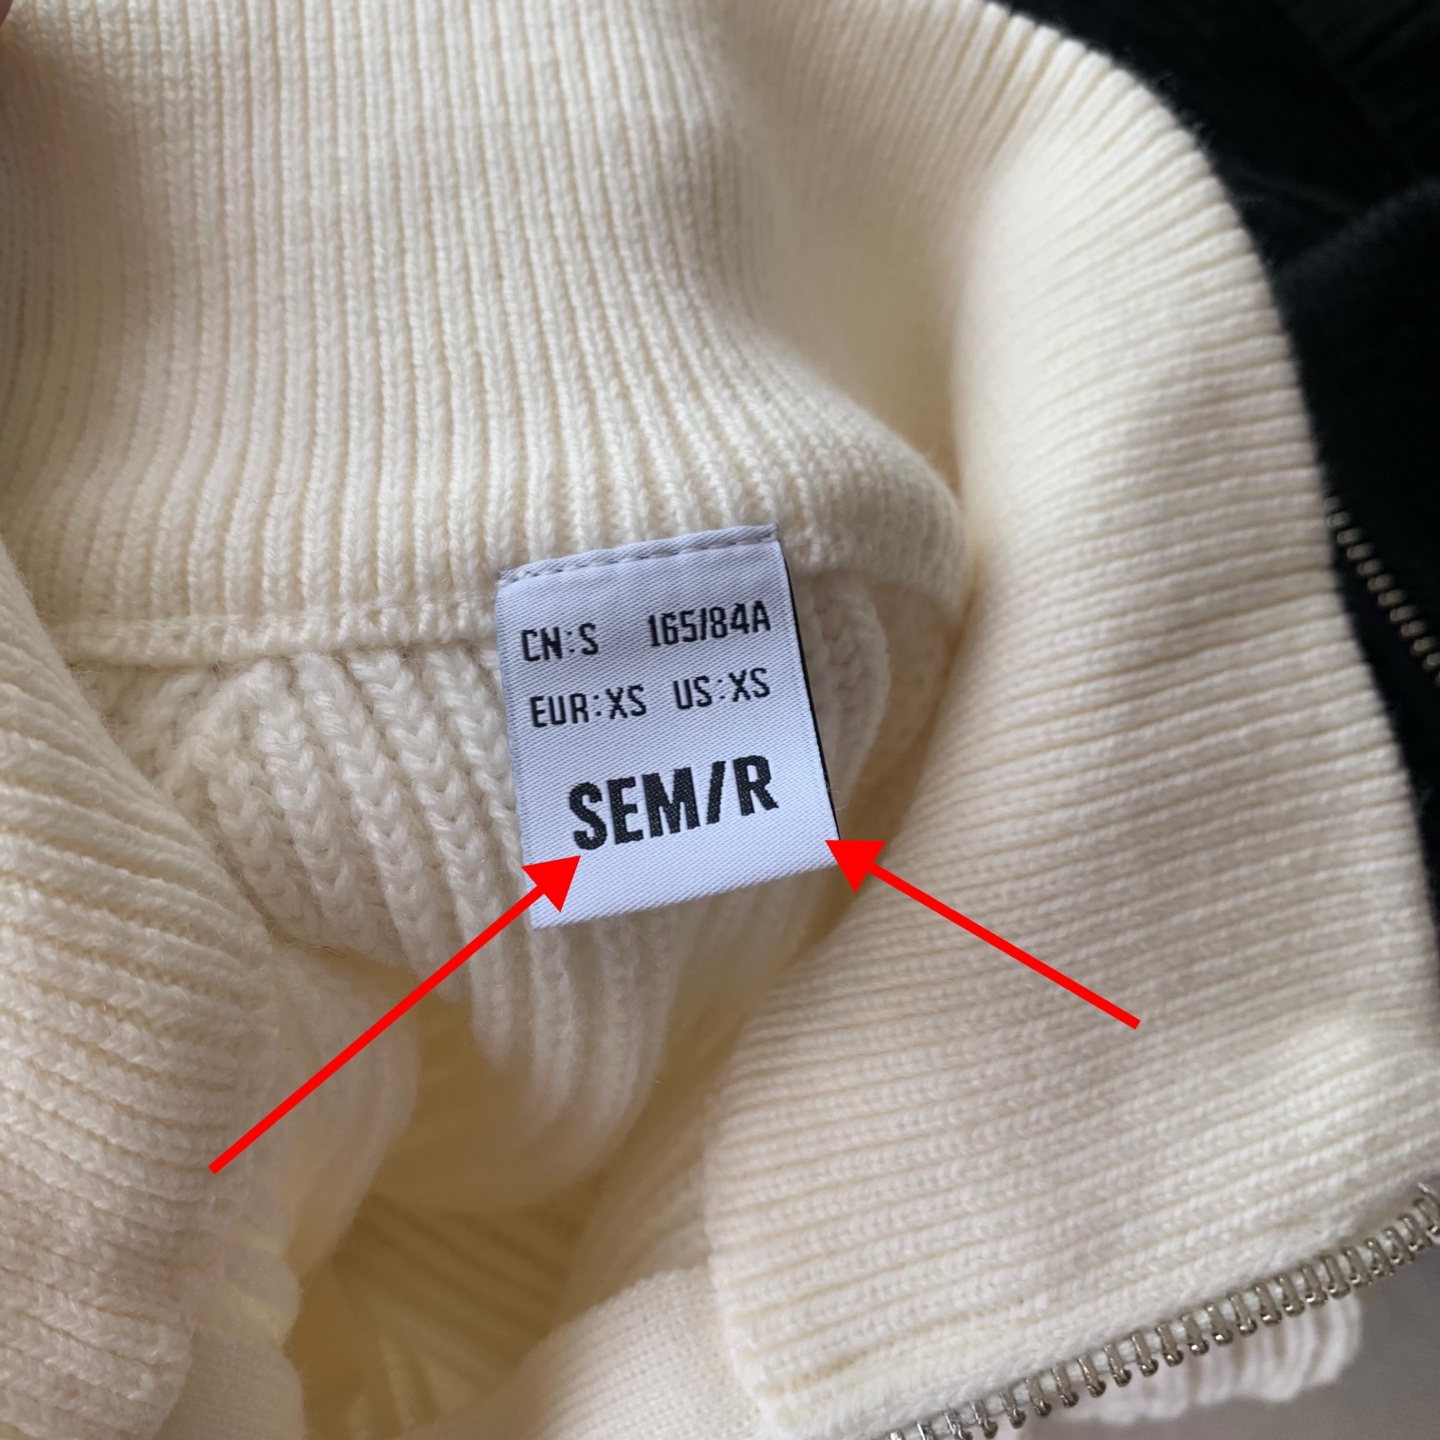 CN:S 165/84A
EUR:XS US:XS
SEM/R